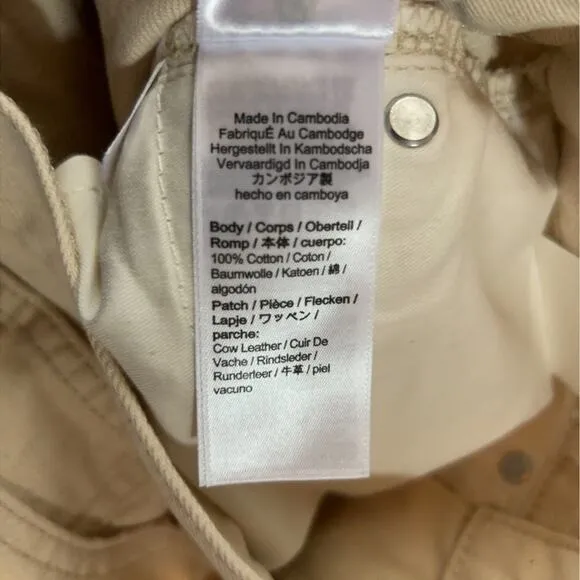 Made In Cambodia
FabriquÉ Au Cambodge
Hergestellt In Kambodscha
Vervaardigd In Cambodja
カンボジア製
hecho en camboya
Body / Corps / Oberteil /
Romp / 本体 / cuerpo:
100% Cotton / Coton /
Baumwolle / Katoen / 綿 /
algodón
Patch / Pièce / Flecken /
Lapje / ワッペン /
parche:
Cow Leather / Cuir De
Vache / Rindsleder /
Runderleer / 牛革 / piel
vacuno